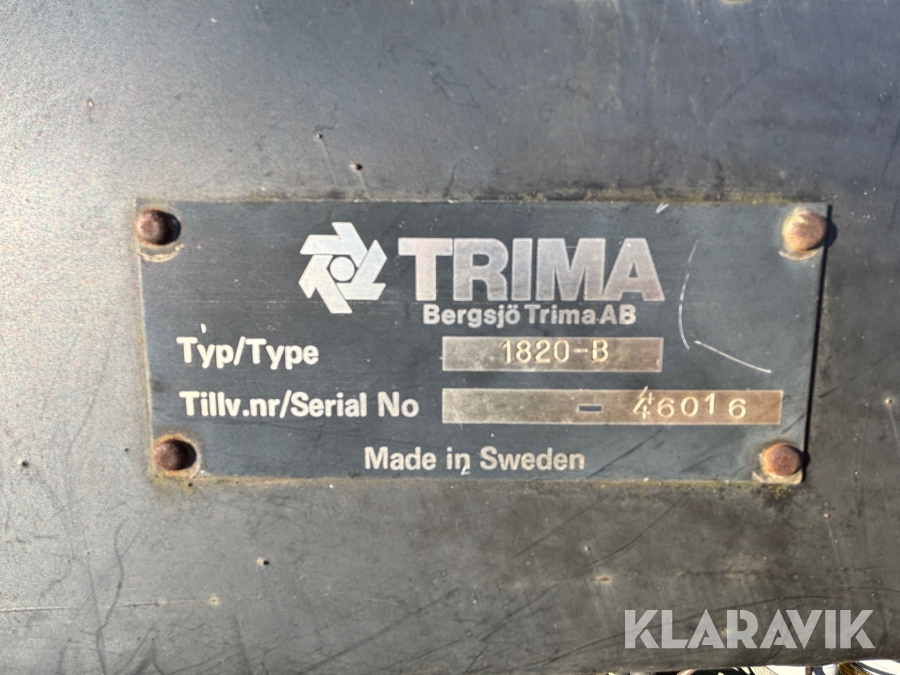 TRIMA
Bergsjö Trima AB
Typ/Type 1820-B
Tillv.nr/Serial No - 46016
Made in Sweden
KLARAVIK